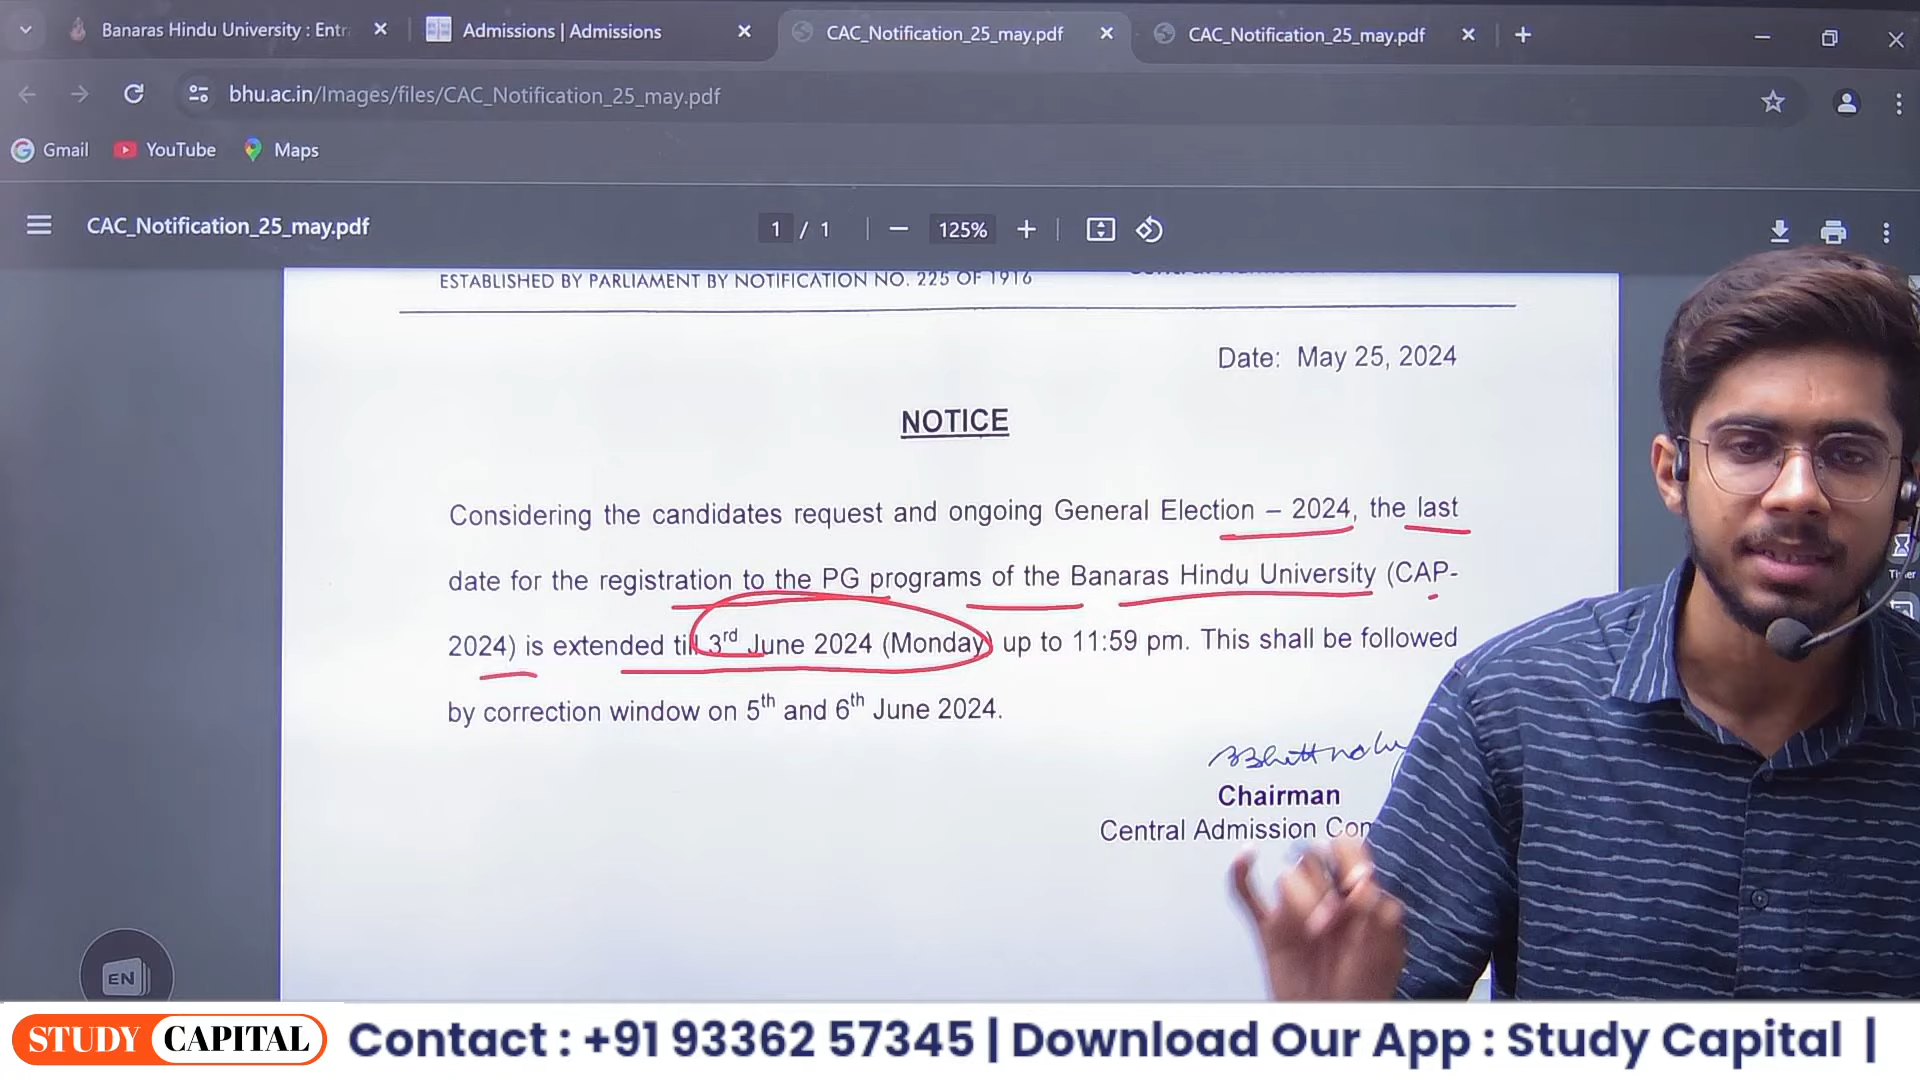 Banaras Hindu University : Entr
Admissions | Admissions
CAC_Notification_25_may.pdf
CAC_Notification_25_may.pdf
bhu.ac.in/Images/files/CAC_Notification_25_may.pdf
Gmail
YouTube
Maps
CAC_Notification_25_may.pdf
1 / 1
125%
ESTABLISHED BY PARLIAMENT BY NOTIFICATION NO. 225 OF 1916
Date: May 25, 2024
NOTICE
Considering the candidates request and ongoing General Election – 2024, the last
date for the registration to the PG programs of the Banaras Hindu University (CAP-
2024) is extended till 3rd June 2024 (Monday) up to 11:59 pm. This shall be followed
by correction window on 5th and 6th June 2024.
Chairman
Central Admission Com
EN
STUDY CAPITAL
Contact : +91 93362 57345 | Download Our App : Study Capital |